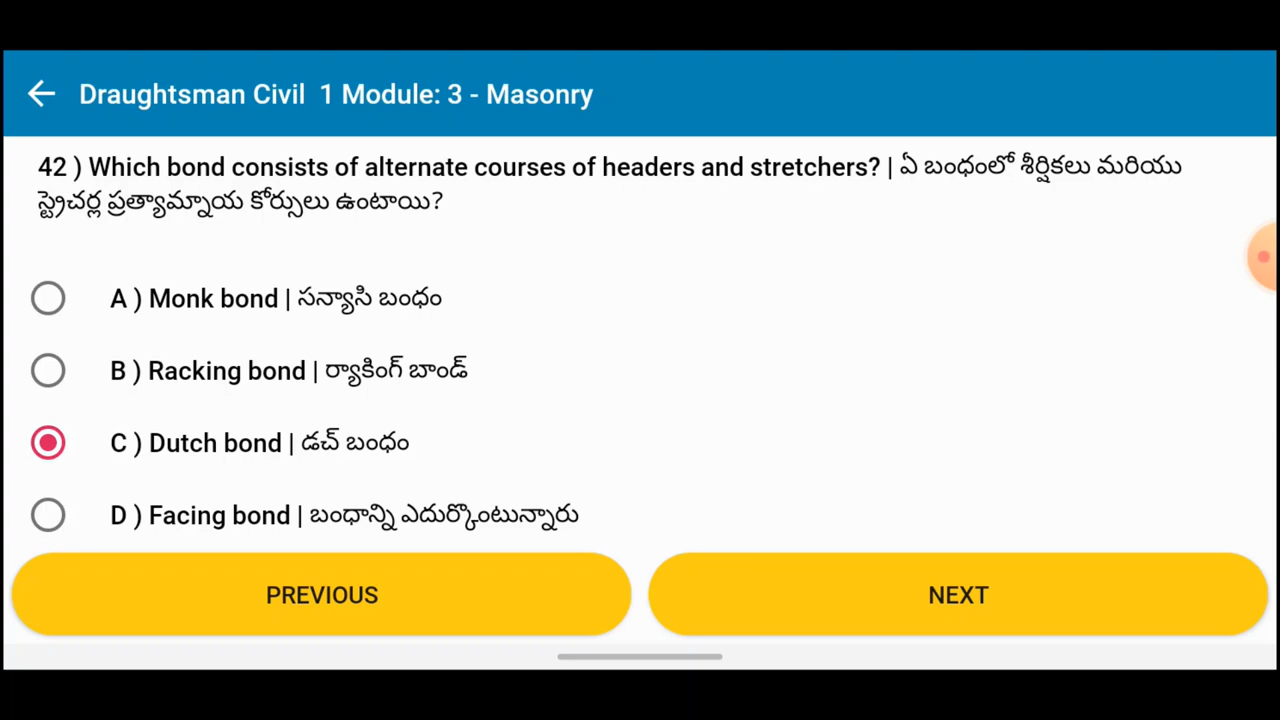 Draughtsman Civil 1 Module: 3 - Masonry
42 ) Which bond consists of alternate courses of headers and stretchers? | ఏ బంధంలో శీర్షికలు మరియు
స్ట్రెచర్ల ప్రత్యామ్నాయ కోర్సులు ఉంటాయి?
A ) Monk bond | సన్యాసి బంధం
B ) Racking bond | ర్యాకింగ్ బాండ్
C ) Dutch bond | డచ్ బంధం
D ) Facing bond | బంధాన్ని ఎదుర్కొంటున్నారు
PREVIOUS
NEXT